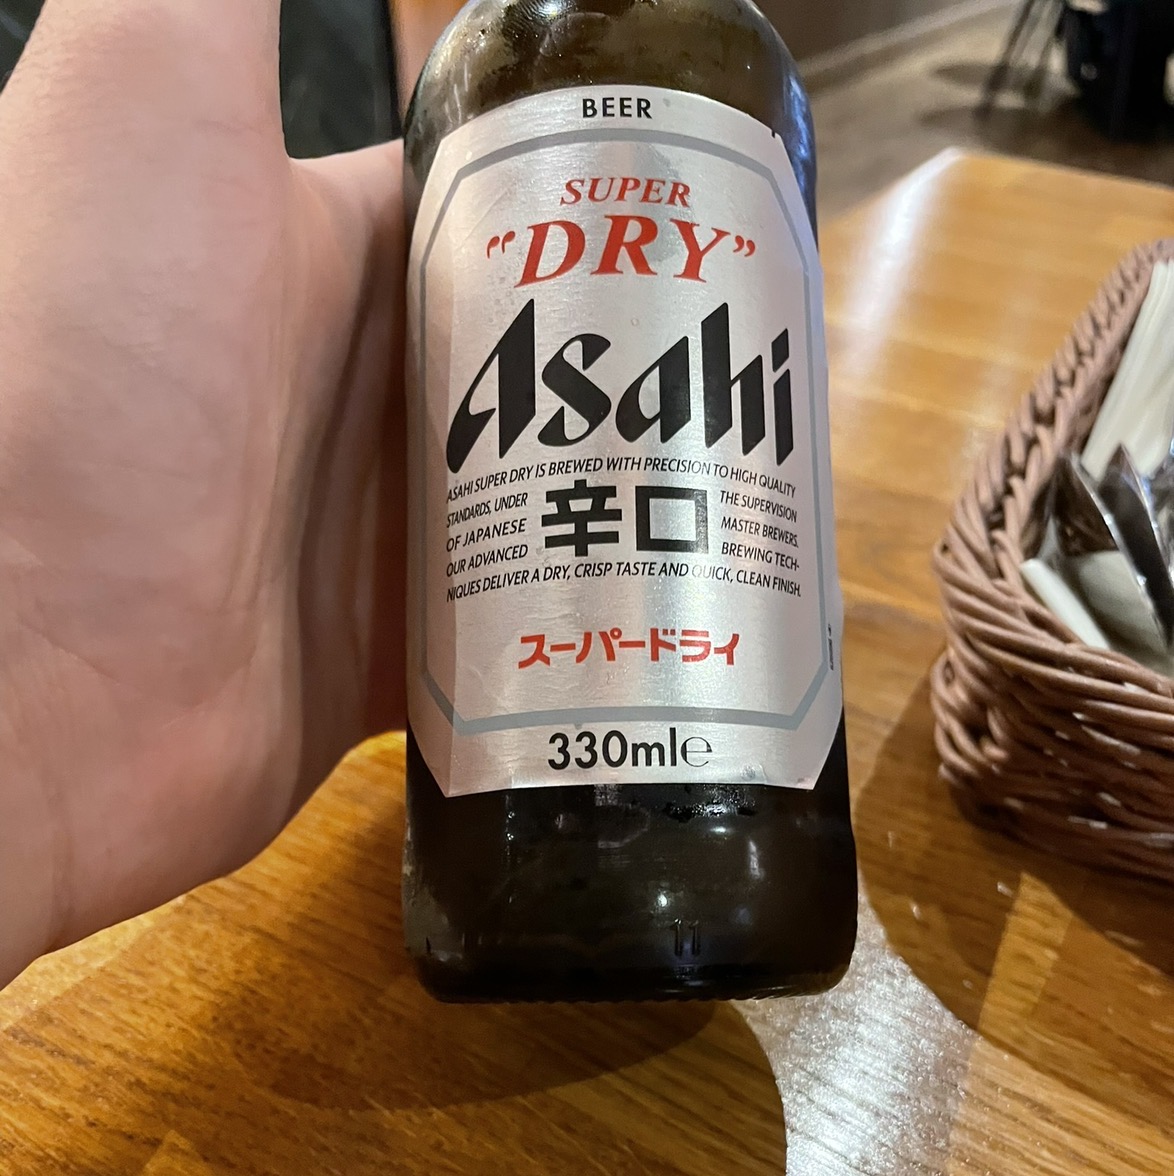 BEER
SUPER
"DRY"
Asahi
ASAHI SUPER DRY IS BREWED WITH PRECISION TO HIGH QUALITY
STANDARDS, UNDER THE SUPERVISION
OF JAPANESE MASTER BREWERS.
OUR ADVANCED BREWING TECH-
NIQUES DELIVER A DRY, CRISP TASTE AND QUICK, CLEAN FINISH.
辛口
スーパードライ
330ml℮
11